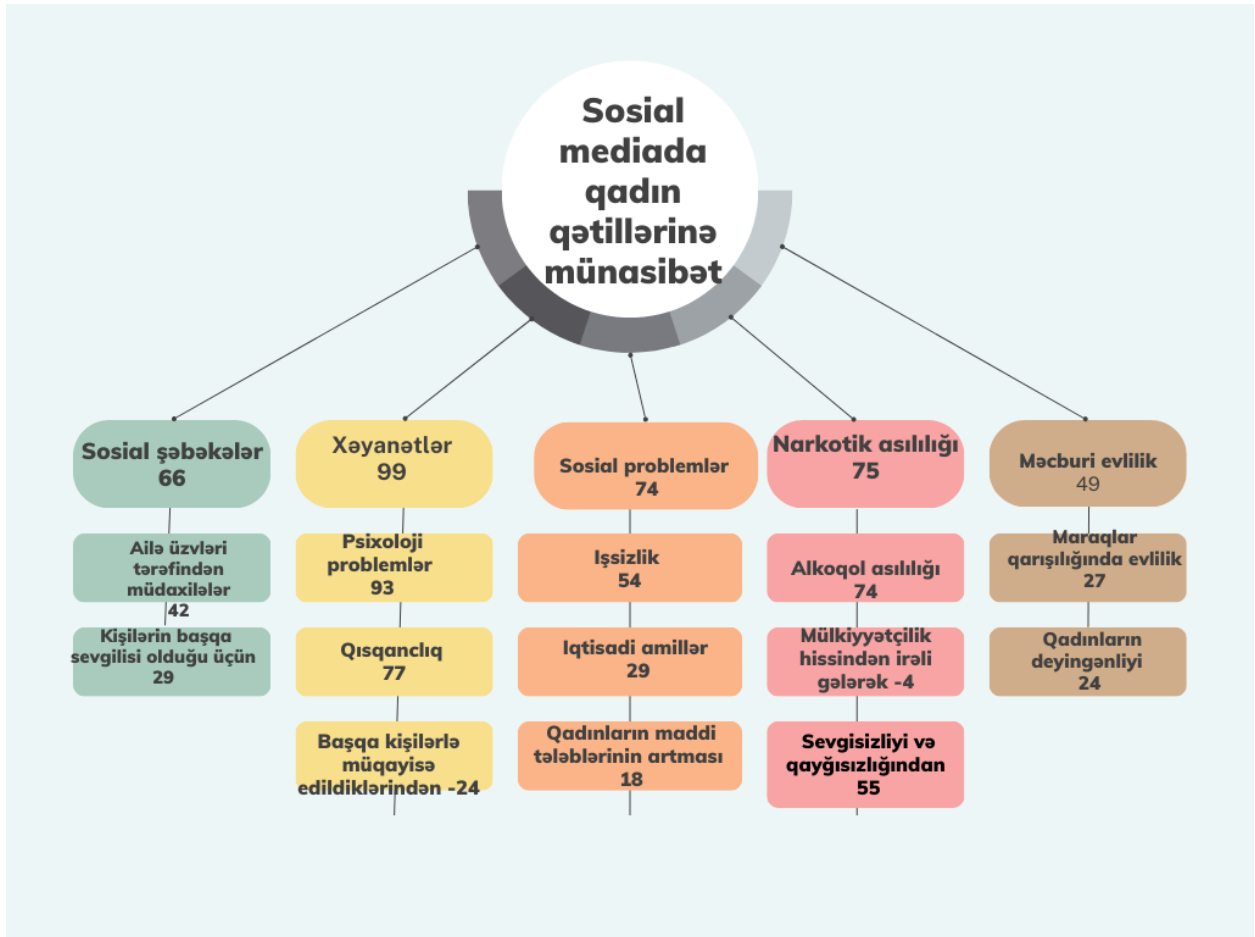 Sosial
mediada
qadın
qətillərinə
münasibət
Sosial şəbəkələr
66
Ailə üzvləri
tərəfindən
müdaxilələr
42
Kişilərin başqa
sevgilisi olduğu üçün
29
Xəyanətlər
99
Psixoloji
problemlər
93
Qısqanclıq
77
Başqa kişilərlə
müqayisə
edildiklərindən -24
Sosial problemlər
74
Işsizlik
54
Iqtisadi amillər
29
Qadınların maddi
tələblərinin artması
18
Narkotik asılılığı
75
Alkoqol asılılığı
74
Mülkiyyətçilik
hissindən irəli
gələrək -4
Sevgisizliyi və
qayğısızlığından
55
Məcburi evlilik
49
Maraqlar
qarışılığında evlilik
27
Qadınların
deyingənliyi
24